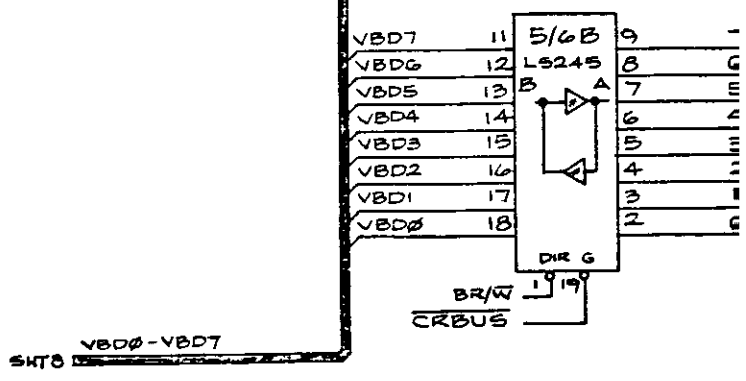 5/6B
LS245
B A
VBD7 11 9
VBD6 12 8
VBD5 13 7
VBD4 14 6
VBD3 15 5
VBD2 16 4
VBD1 17 3
VBDØ 18 2
DIR G
BR/W̅ 1 19
C̅R̅B̅U̅S̅
VBDØ-VBD7
SHT8